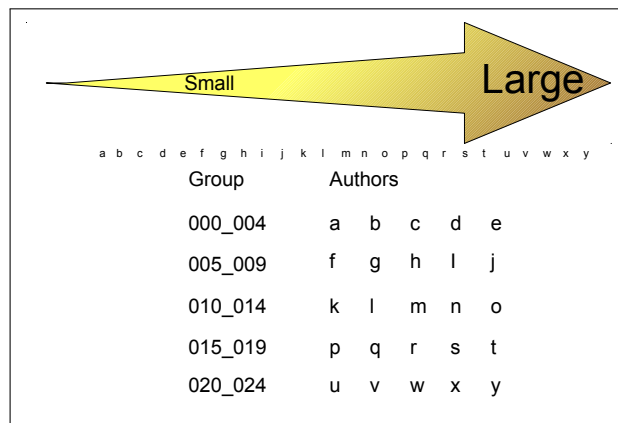 Small Large
a b c d e f g h i j k l m n o p q r s t u v w x y
Group Authors
000_004 a b c d e
005_009 f g h I j
010_014 k l m n o
015_019 p q r s t
020_024 u v w x y